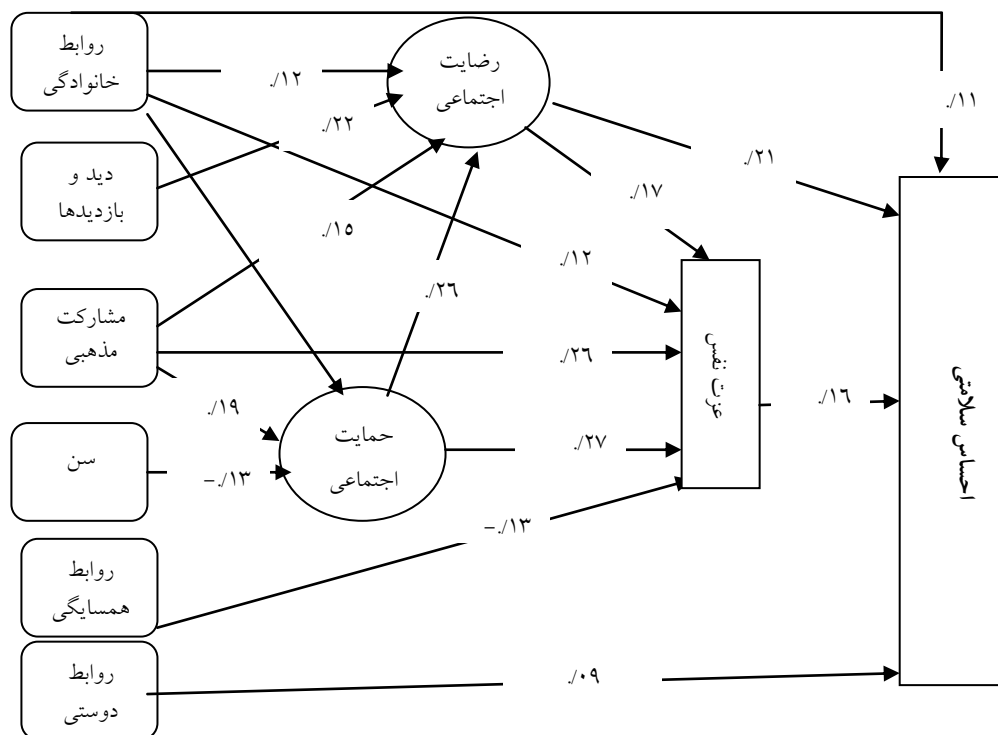 روابط
خانوادگی
دید و
بازدیدها
مشارکت
مذهبی
سن
روابط
همسایگی
روابط
دوستی
رضایت
اجتماعی
حمایت
اجتماعی
عزت نفس
احساس سلامتی
./۱۲
./۲۲
./۱۵
./۲۶
./۱۹
-./۱۳
./۱۱
./۲۱
./۱۷
./۱۲
./۲۶
./۲۷
./۱۶
-./۱۳
./۰۹